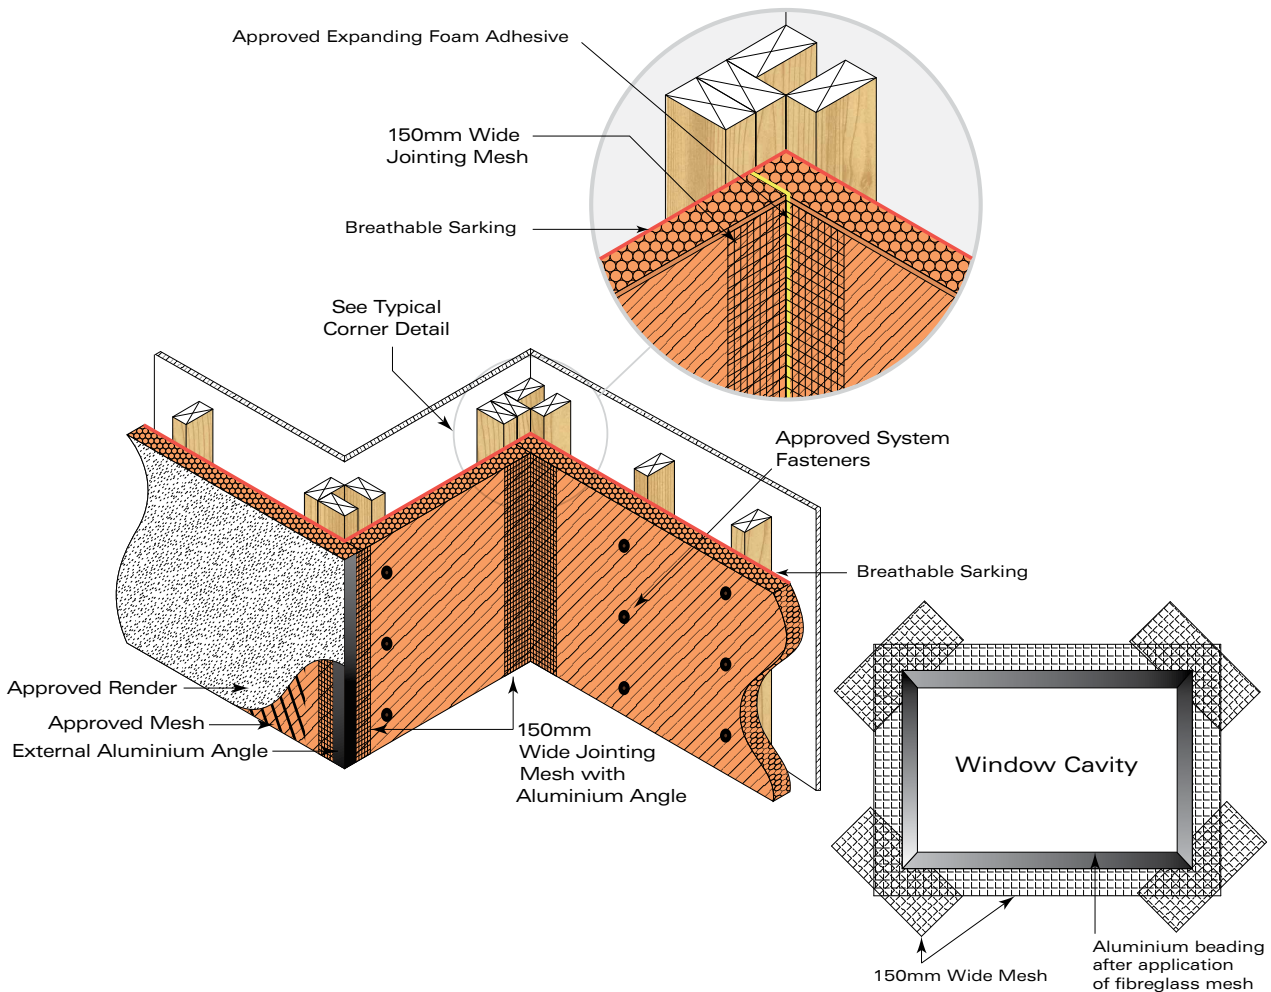 Approved Expanding Foam Adhesive
150mm Wide
Jointing Mesh
Breathable Sarking
See Typical
Corner Detail
Approved System
Fasteners
Breathable Sarking
Approved Render
Approved Mesh
External Aluminium Angle
150mm
Wide Jointing
Mesh with
Aluminium Angle
Window Cavity
150mm Wide Mesh
Aluminium beading
after application
of fibreglass mesh